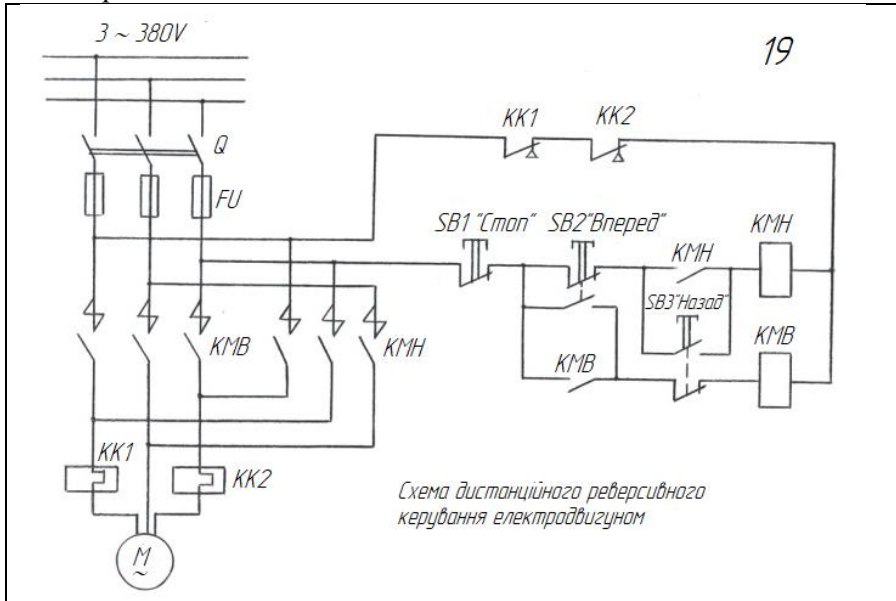 3 ~ 380V
19
Q
FU
KK1
KK2
SB1 "Стоп"
SB2"Вперед"
KMH
KMH
SB3"Назад"
KMB
KMB
KMB
KMH
KK1
KK2
M
~
Схема дистанційного реверсивного
керування електродвигуном